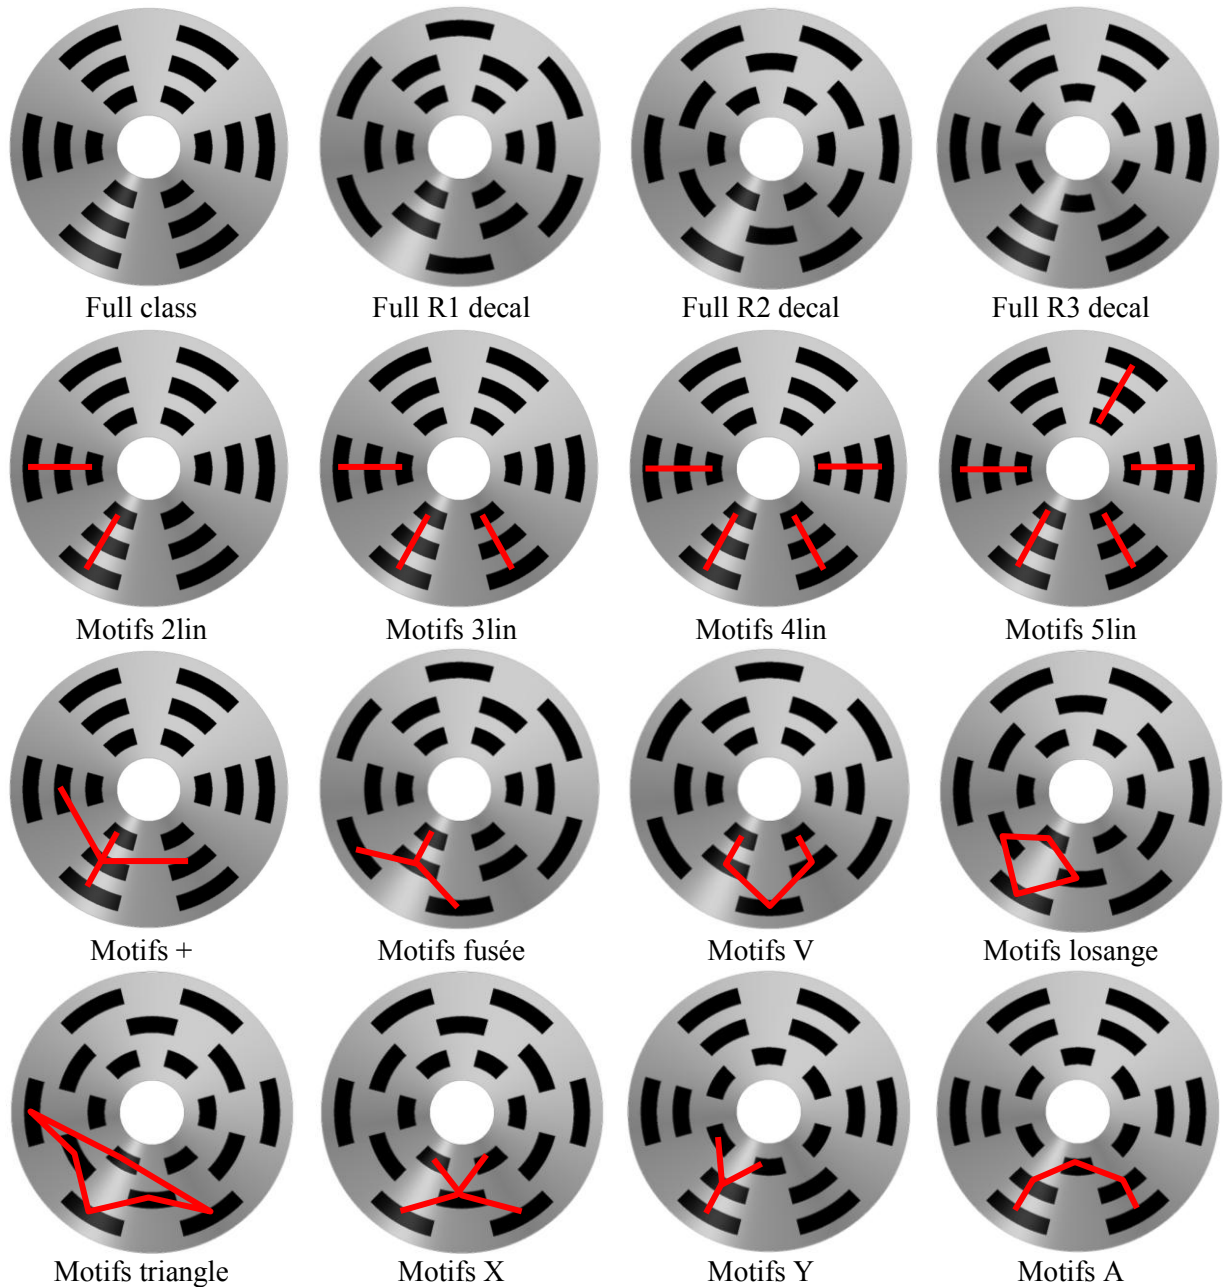 Full class
Full R1 decal
Full R2 decal
Full R3 decal
Motifs 2lin
Motifs 3lin
Motifs 4lin
Motifs 5lin
Motifs +
Motifs fusée
Motifs V
Motifs losange
Motifs triangle
Motifs X
Motifs Y
Motifs A